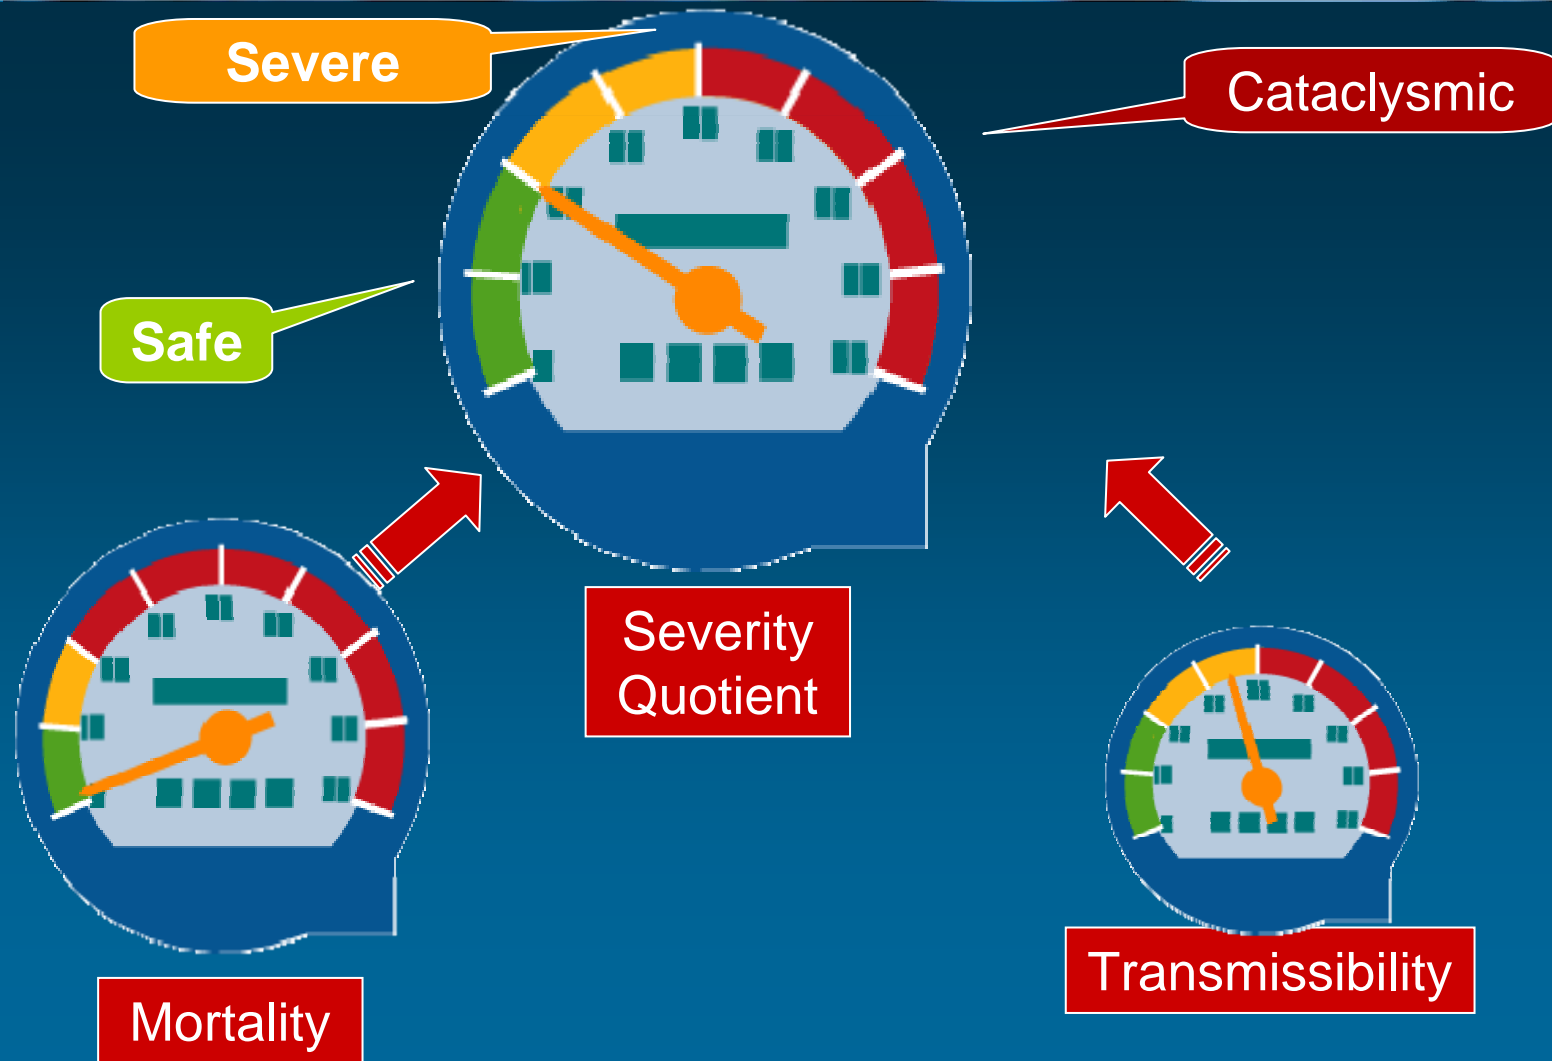 Severe
Cataclysmic
Safe
Severity
Quotient
Transmissibility
Mortality